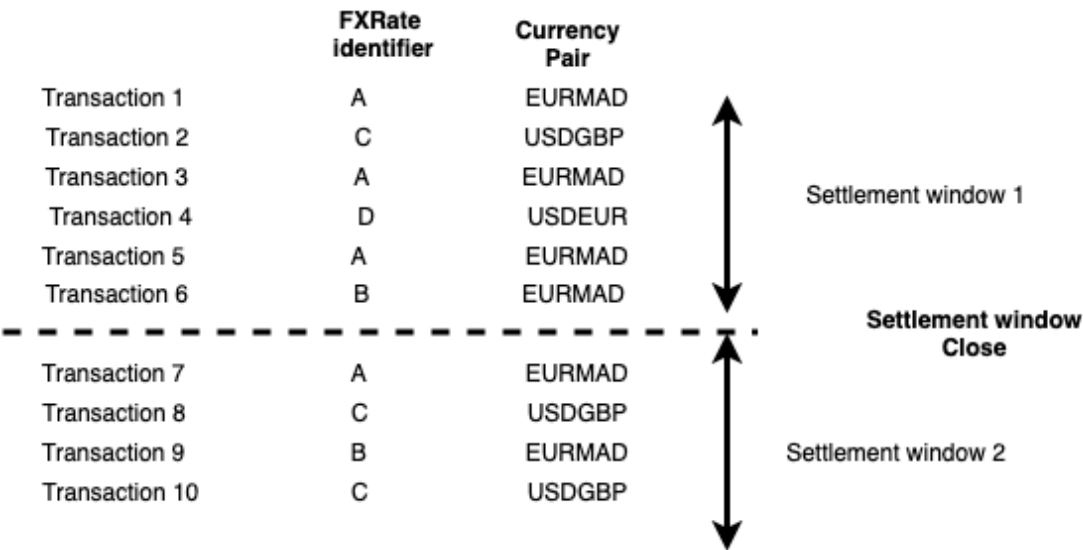 FXRate
identifier
Currency
Pair
Transaction 1 A EURMAD
Transaction 2 C USDGBP
Transaction 3 A EURMAD
Transaction 4 D USDEUR
Transaction 5 A EURMAD
Transaction 6 B EURMAD
Settlement window 1
Settlement window
Close
Transaction 7 A EURMAD
Transaction 8 C USDGBP
Transaction 9 B EURMAD
Transaction 10 C USDGBP
Settlement window 2